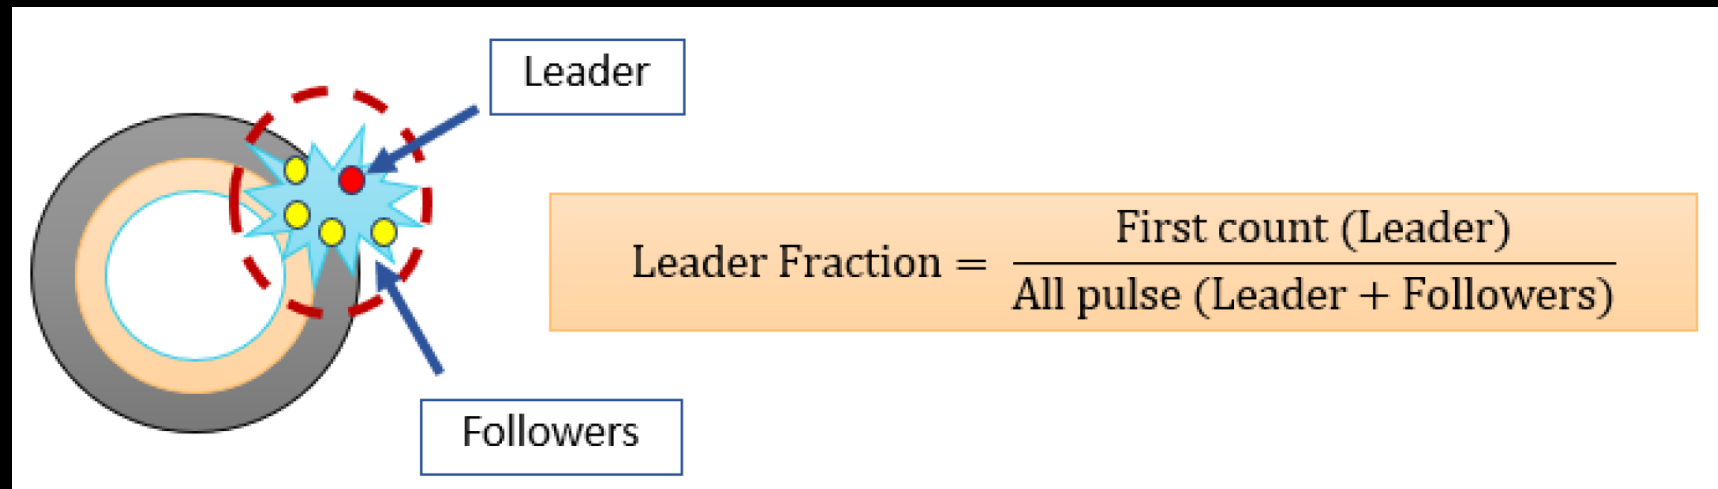 Leader
Leader Fraction = First count (Leader) / All pulse (Leader + Followers)
Followers